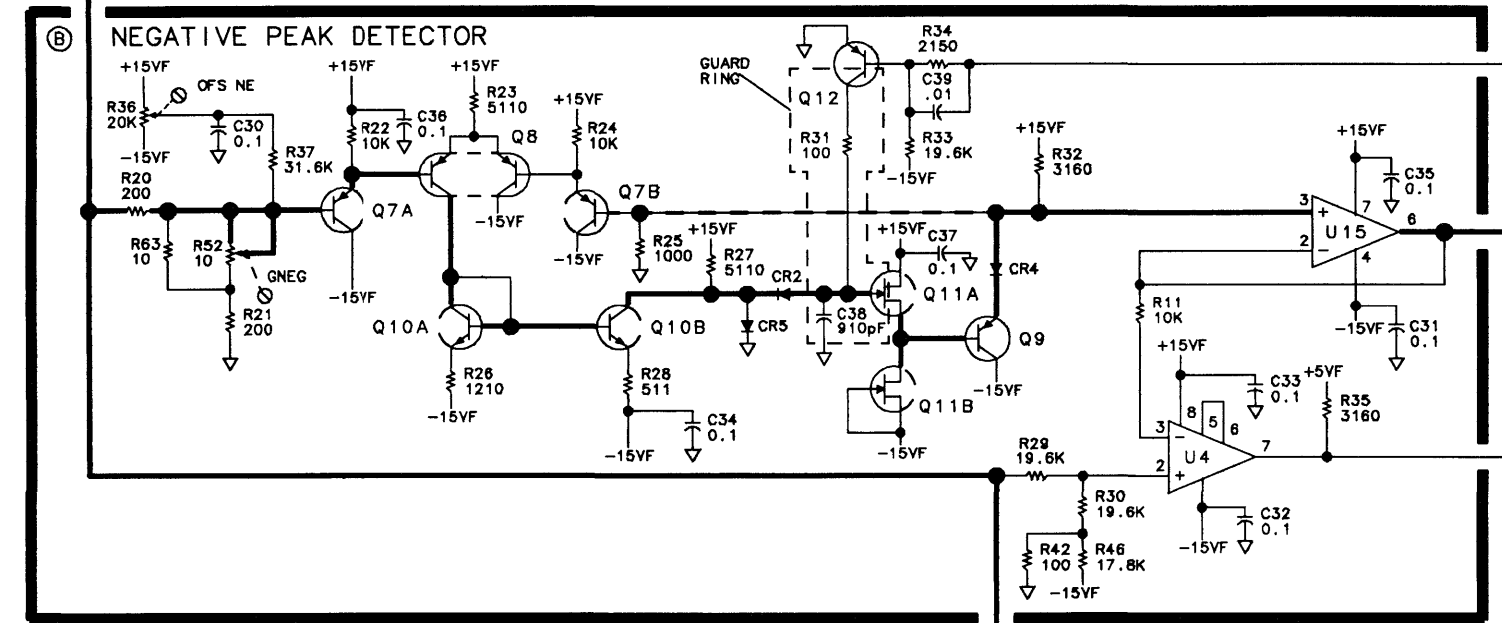 B NEGATIVE PEAK DETECTOR
+15VF
OFS NE
R36
20K
C30
0.1
-15VF
R37
31.6K
R20
200
R63
10
R52
10
GNEG
R21
200
+15VF
R22
10K
C36
0.1
Q7A
-15VF
+15VF
R23
5110
Q8
-15VF
+15VF
R24
10K
Q7B
-15VF
R25
1000
Q10A
R26
1210
-15VF
Q10B
R28
511
C34
0.1
-15VF
+15VF
R27
5110
CR2
CR5
C38
910pF
GUARD
RING
Q12
R31
100
R34
2150
C39
.01
R33
19.6K
-15VF
+15VF
C37
0.1
Q11A
Q11B
-15VF
CR4
Q9
-15VF
+15VF
R32
3160
+15VF
C35
0.1
3
+
7
6
U15
2
-
4
-15VF
C31
0.1
R11
10K
+15VF
C33
0.1
8
5
6
3
-
7
U4
2
+
-15VF
C32
0.1
+5VF
R35
3160
R29
19.6K
R30
19.6K
R42
100
R46
17.8K
-15VF